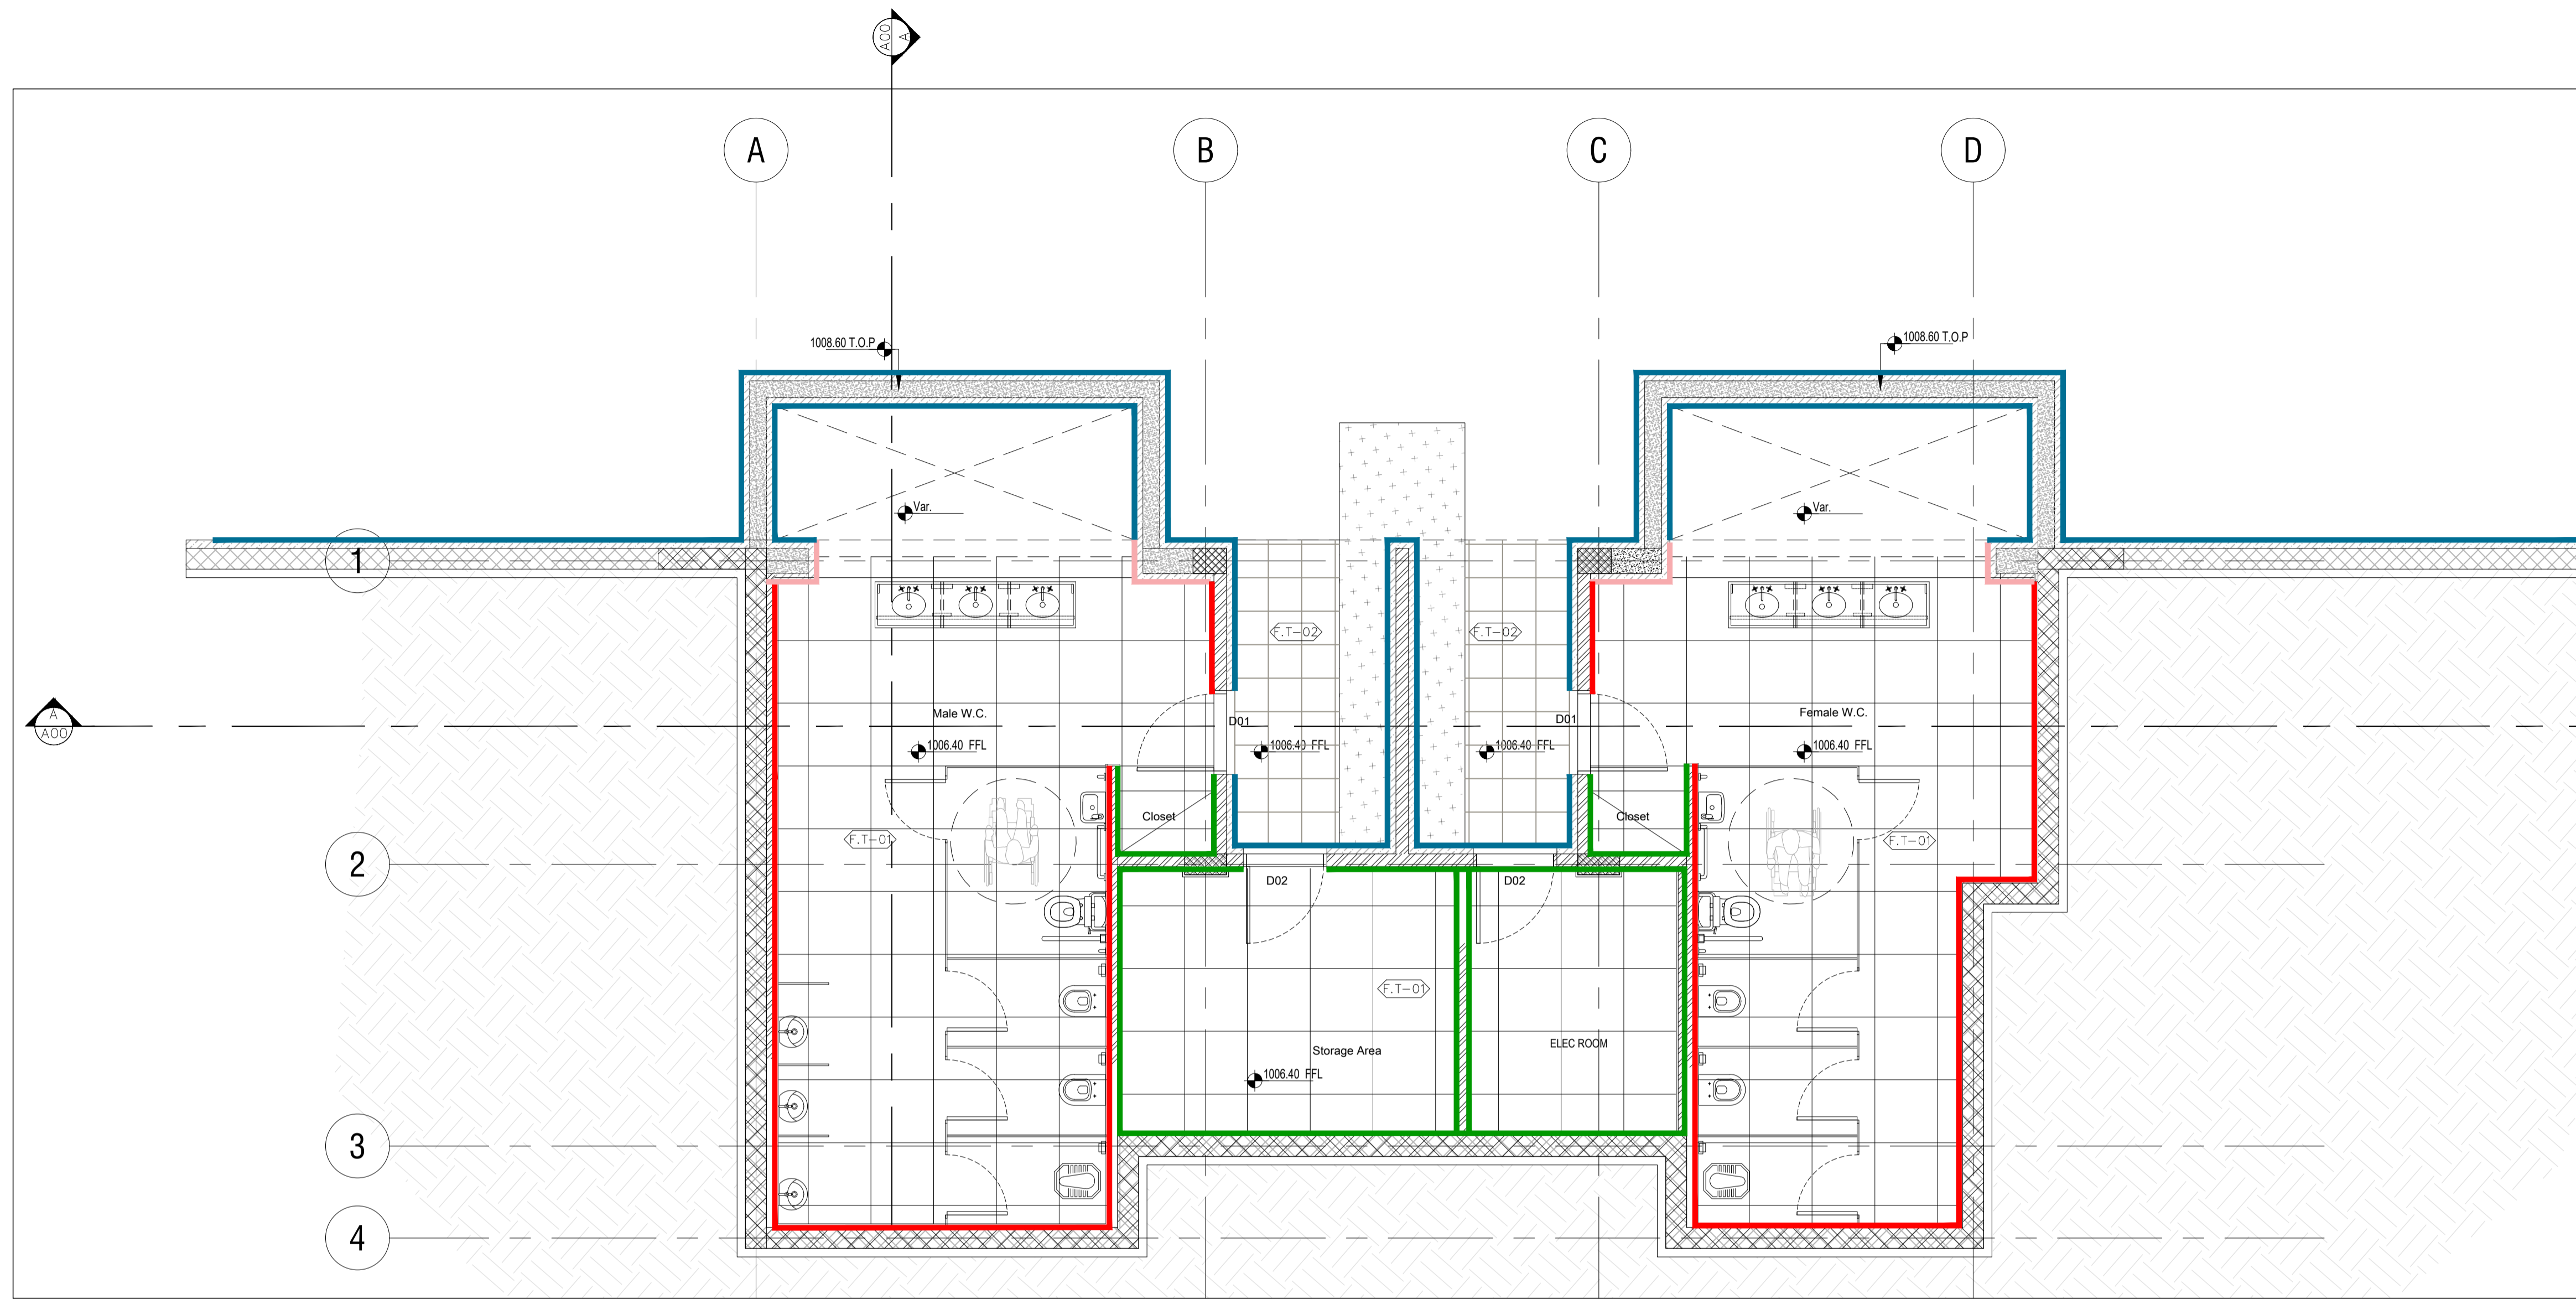 A00
A
A
B
C
D
1008.60 T.O.P
1008.60 T.O.P
Var.
Var.
1
F.T-02
F.T-02
Male W.C.
D01
D01
Female W.C.
A
A00
1006.40 FFL
1006.40 FFL
1006.40 FFL
1006.40 FFL
Closet
Closet
F.T-01
F.T-01
2
D02
D02
F.T-01
Storage Area
ELEC ROOM
1006.40 FFL
3
4